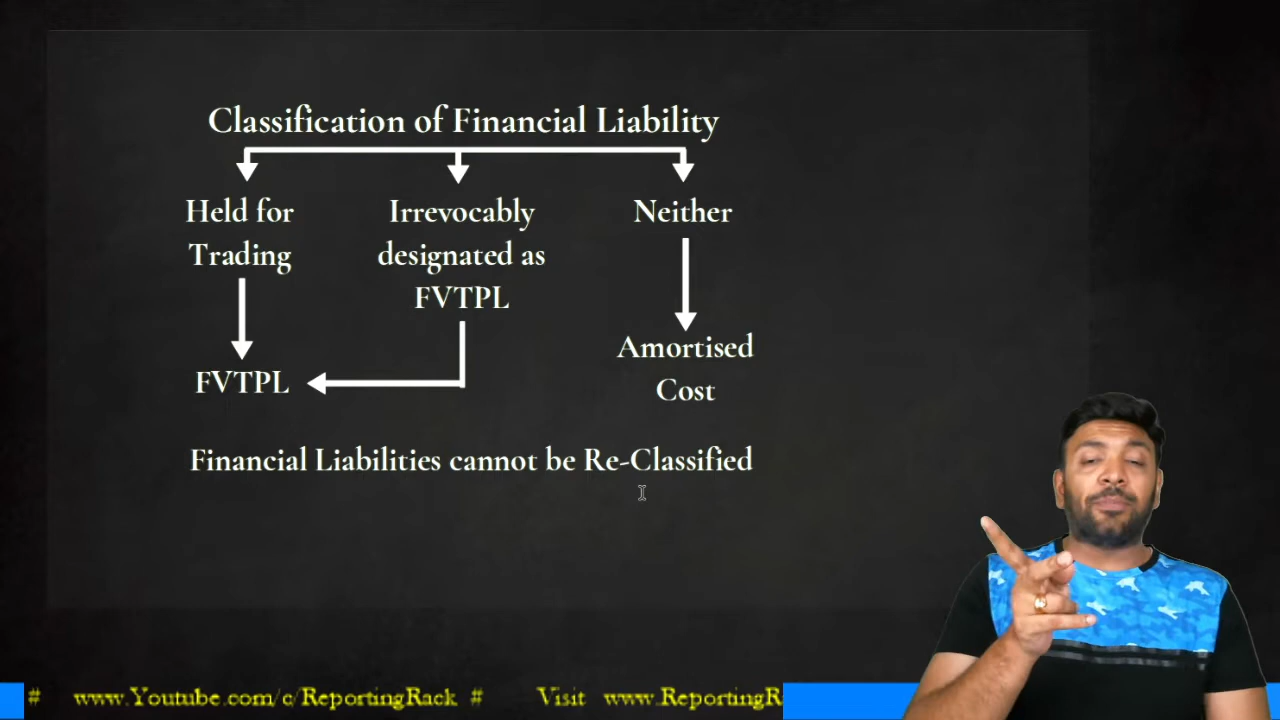 Classification of Financial Liability
Held for
Trading
Irrevocably
designated as
FVTPL
Neither
FVTPL
Amortised
Cost
Financial Liabilities cannot be Re-Classified
# www.Youtube.com/c/ReportingRack # Visit www.ReportingR